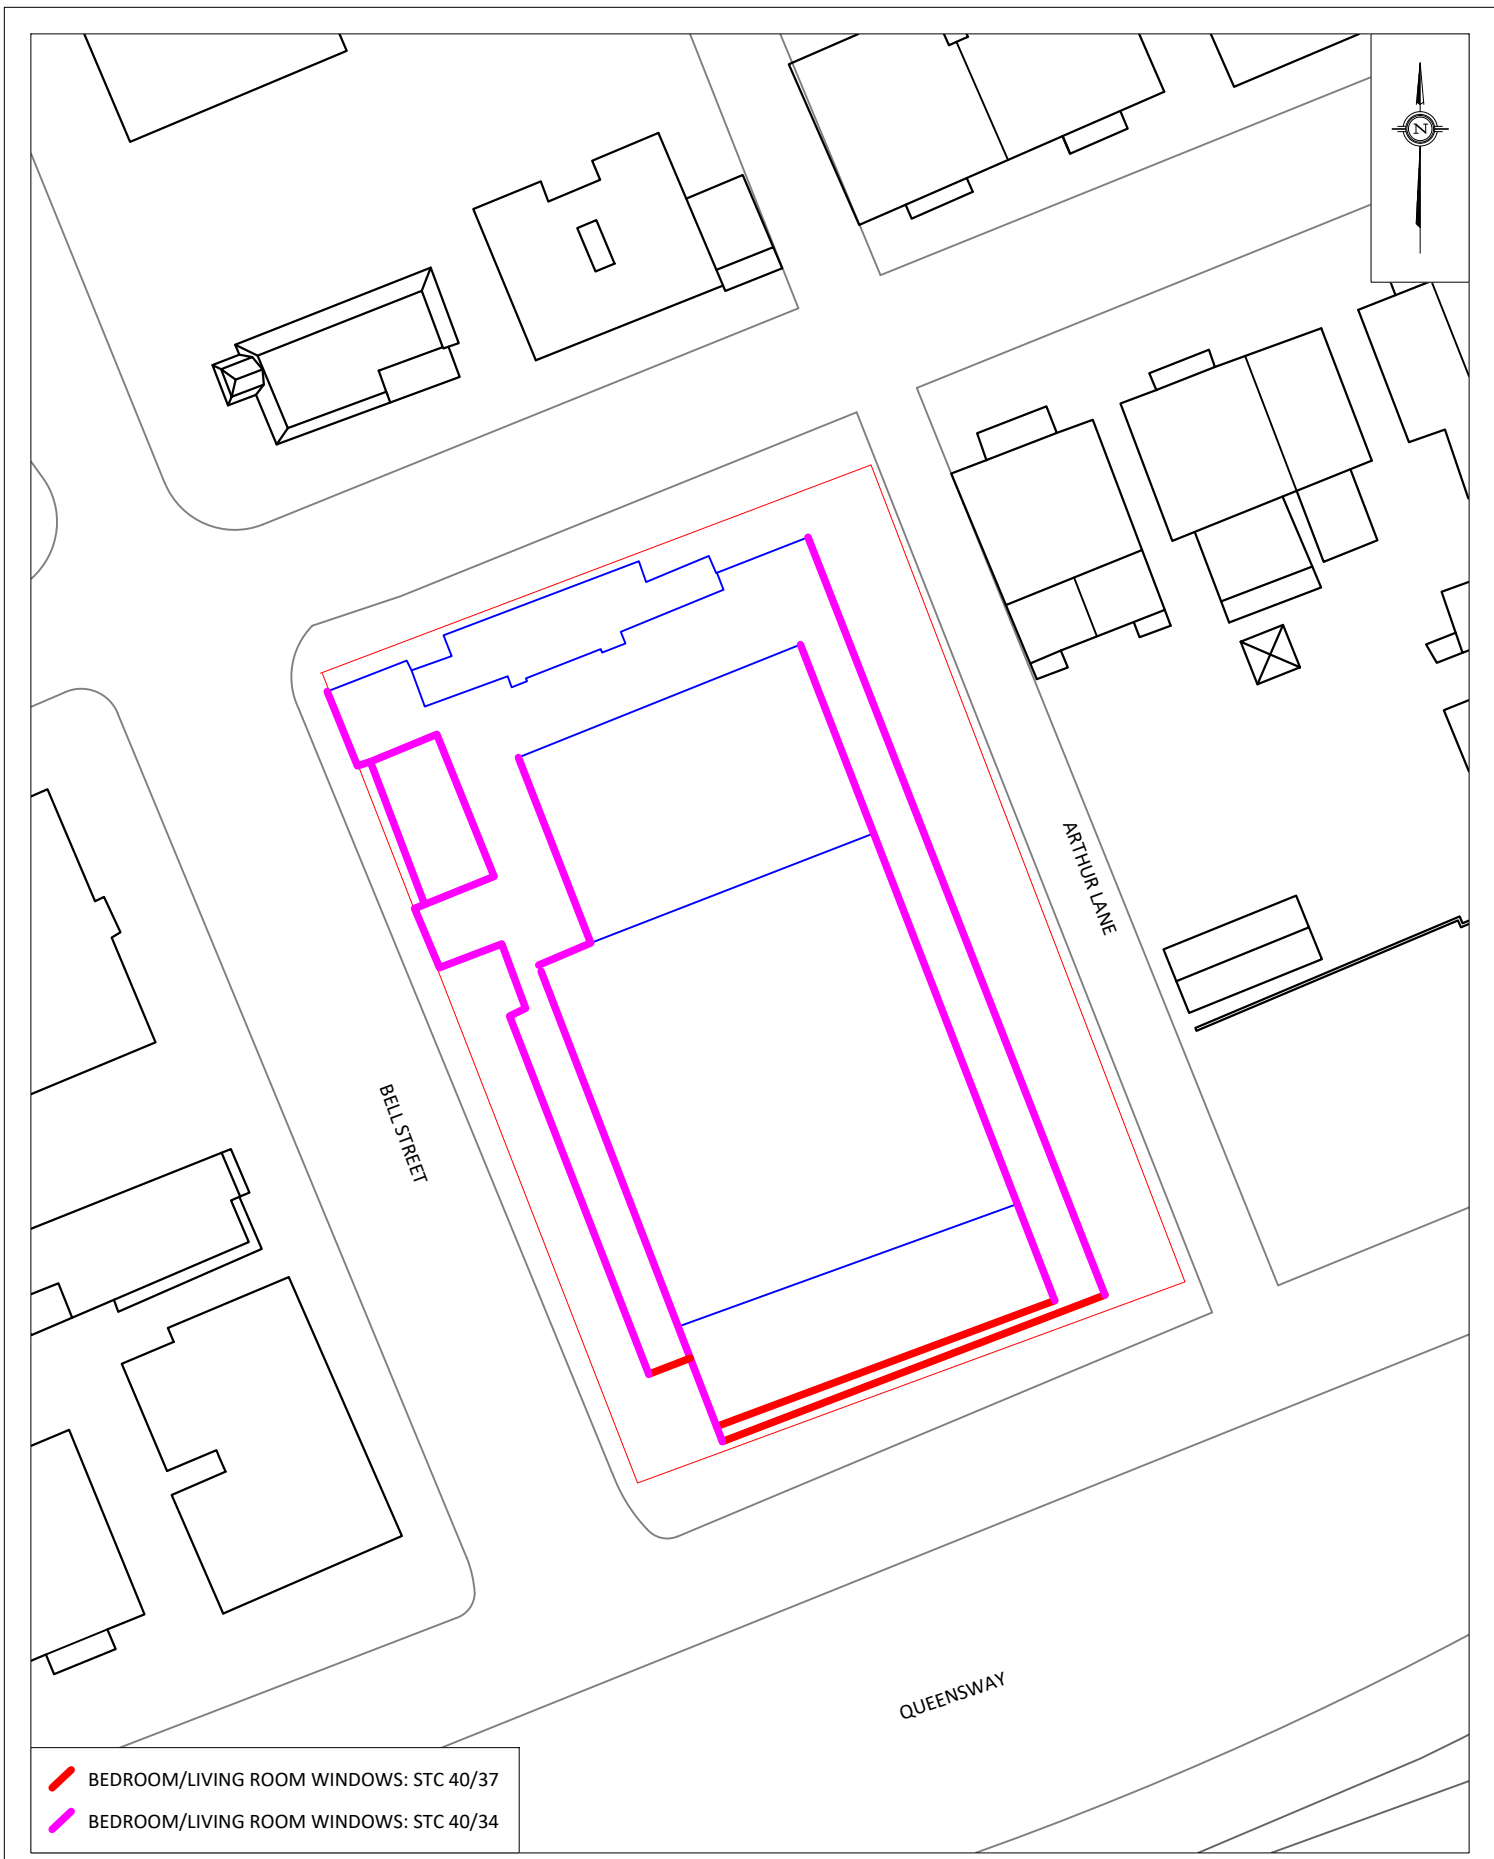 N
ARTHUR LANE
BELL STREET
QUEENSWAY
BEDROOM/LIVING ROOM WINDOWS: STC 40/37
BEDROOM/LIVING ROOM WINDOWS: STC 40/34